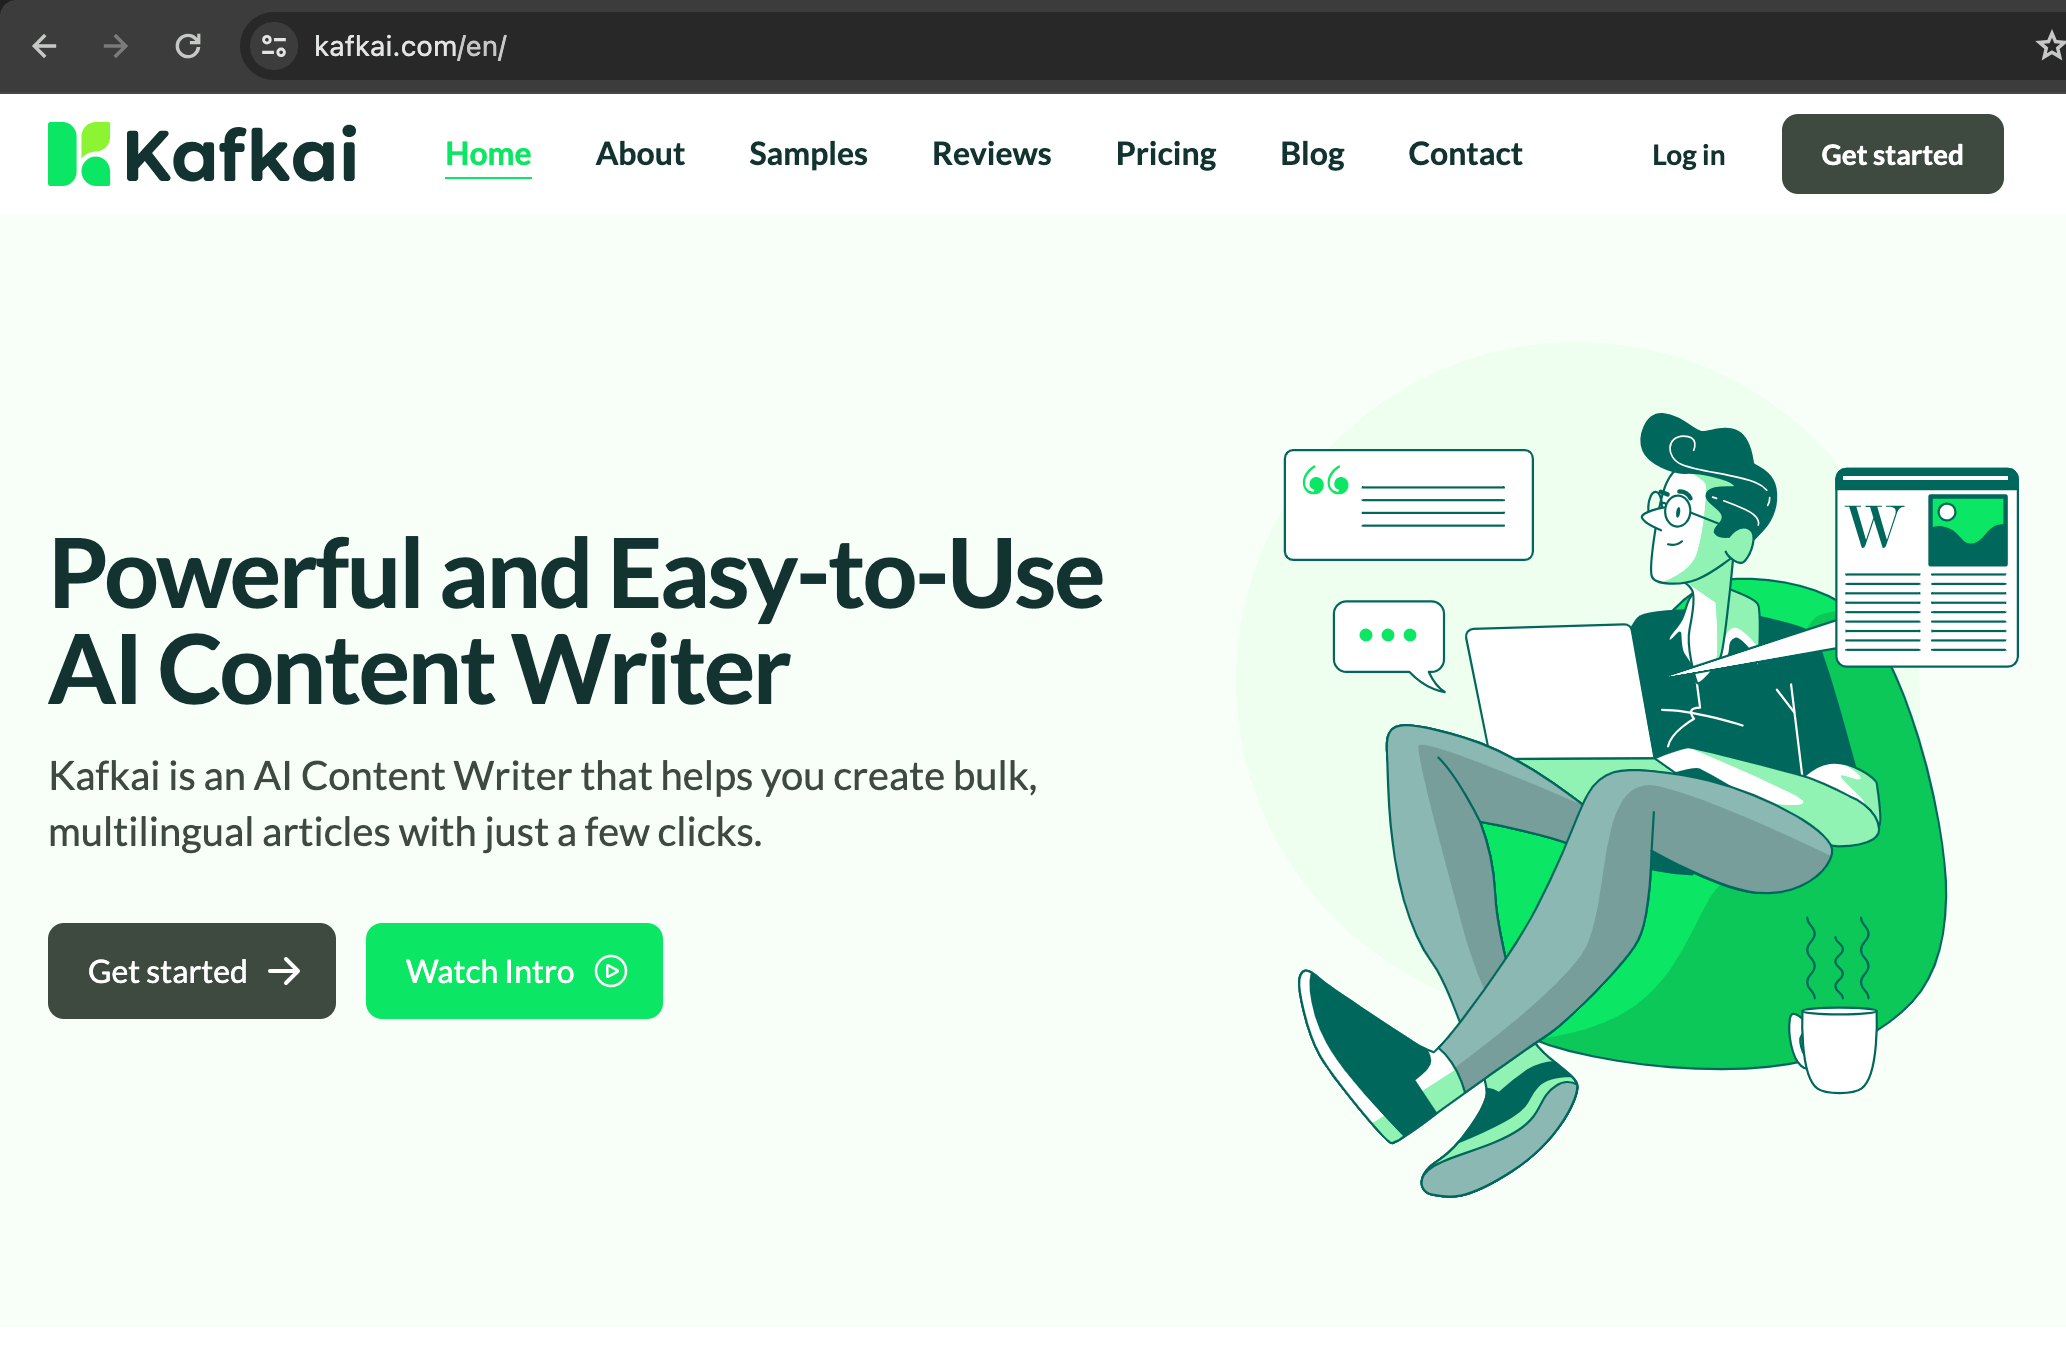 kafkai.com/en/
Kafkai
Home
About
Samples
Reviews
Pricing
Blog
Contact
Log in
Get started
Powerful and Easy-to-Use
AI Content Writer
Kafkai is an AI Content Writer that helps you create bulk,
multilingual articles with just a few clicks.
Get started
Watch Intro
W